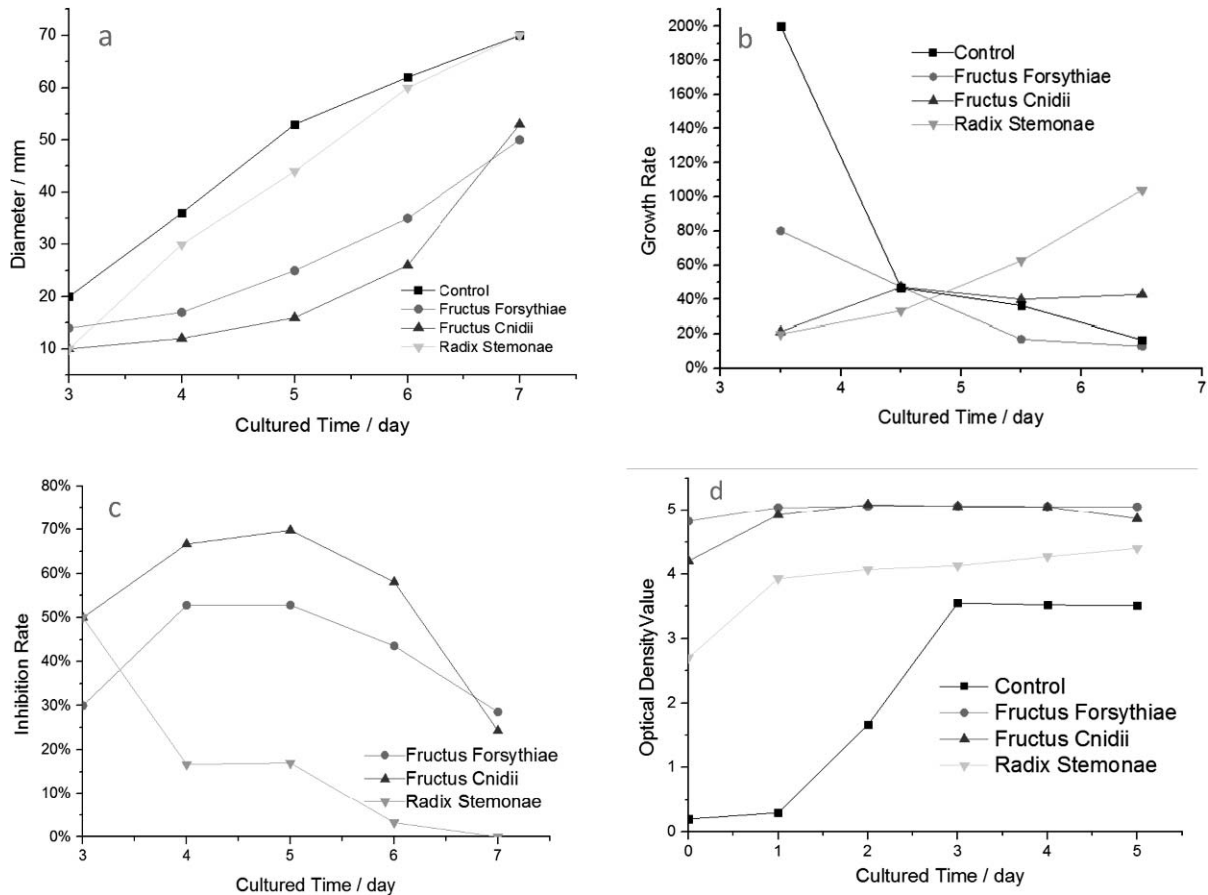 a
Diameter / mm
70
60
50
40
30
20
10
3
4
5
6
7
Cultured Time / day
Control
Fructus Forsythiae
Fructus Cnidii
Radix Stemonae
b
Growth Rate
200%
180%
160%
140%
120%
100%
80%
60%
40%
20%
0%
3
4
5
6
7
Cultured Time / day
Control
Fructus Forsythiae
Fructus Cnidii
Radix Stemonae
c
Inhibition Rate
80%
70%
60%
50%
40%
30%
20%
10%
0%
3
4
5
6
7
Cultured Time / day
Fructus Forsythiae
Fructus Cnidii
Radix Stemonae
d
Optical Density Value
5
4
3
2
1
0
0
1
2
3
4
5
Cultured Time / day
Control
Fructus Forsythiae
Fructus Cnidii
Radix Stemonae